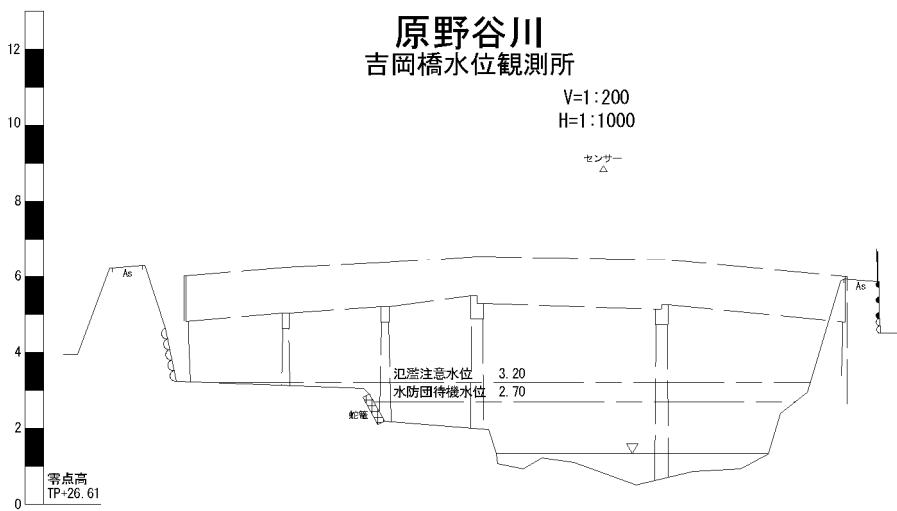 原野谷川
吉岡橋水位観測所
V=1:200
H=1:1000
センサー
12
10
8
6
4
2
0
As
As
氾濫注意水位 3.20
水防団待機水位 2.70
蛇篭
零点高
TP+26.61